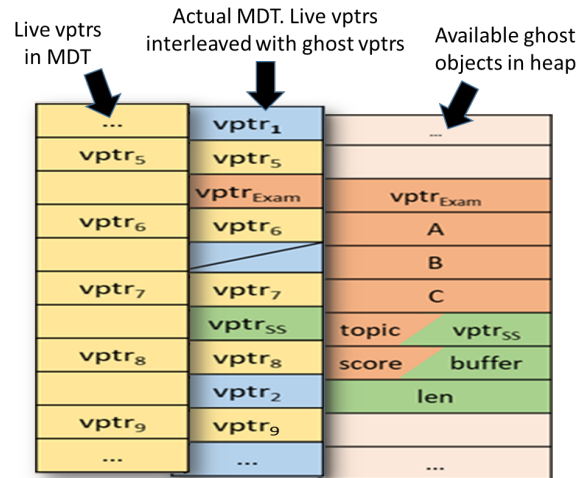 Live vptrs
in MDT
Actual MDT. Live vptrs
interleaved with ghost vptrs
Available ghost
objects in heap
...
vptr5
vptr6
vptr7
vptr8
vptr9
...
vptr1
vptr5
vptrExam
vptr6
vptr7
vptrSS
vptr8
vptr2
vptr9
...
...
vptrExam
A
B
C
topic vptrSS
score buffer
len
...